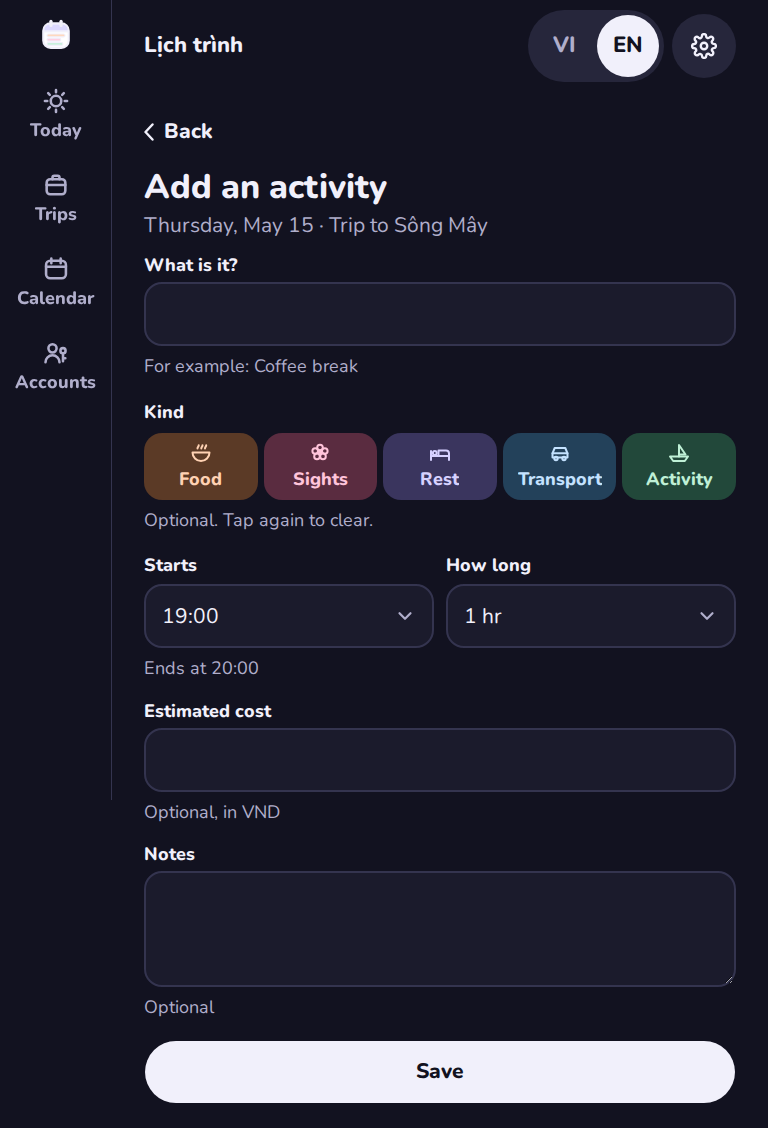 Lịch trình
VI
EN
Today
Trips
Calendar
Accounts
Back
Add an activity
Thursday, May 15 · Trip to Sông Mây
What is it?
For example: Coffee break
Kind
Food
Sights
Rest
Transport
Activity
Optional. Tap again to clear.
Starts
How long
19:00
1 hr
Ends at 20:00
Estimated cost
Optional, in VND
Notes
Optional
Save